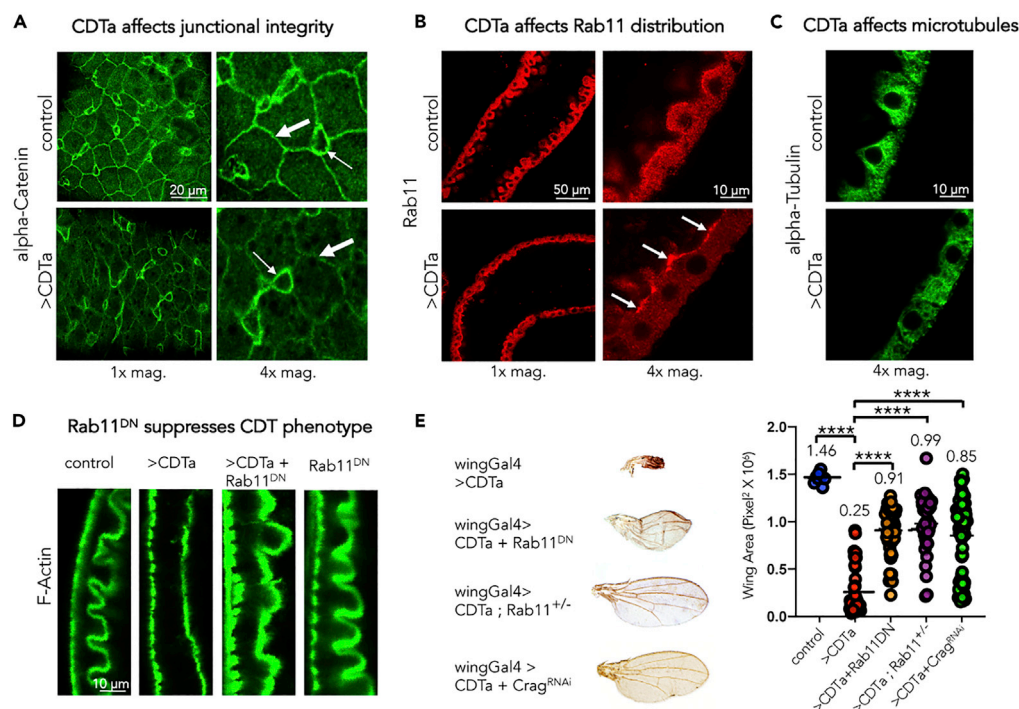 A CDTa affects junctional integrity
control
>CDTa
alpha-Catenin
20 µm
1x mag.
4x mag.
B CDTa affects Rab11 distribution
control
>CDTa
Rab11
50 µm
10 µm
1x mag.
4x mag.
C CDTa affects microtubules
control
>CDTa
alpha-Tubulin
10 µm
10 µm
4x mag.
D Rab11DN suppresses CDT phenotype
control
>CDTa
>CDTa +
Rab11DN
Rab11DN
F-Actin
10 µm
E
wingGal4
>CDTa
wingGal4>
CDTa + Rab11DN
wingGal4>
CDTa ; Rab11+/-
wingGal4 >
CDTa + CragRNAi
****
****
****
****
1.46
0.25
0.91
0.99
0.85
Wing Area (Pixel2 X 106)
2.0
1.5
1.0
0.5
0.0
control
>CDTa
>CDTa+Rab11DN
>CDTa ; Rab11+/-
>CDTa+CragRNAi